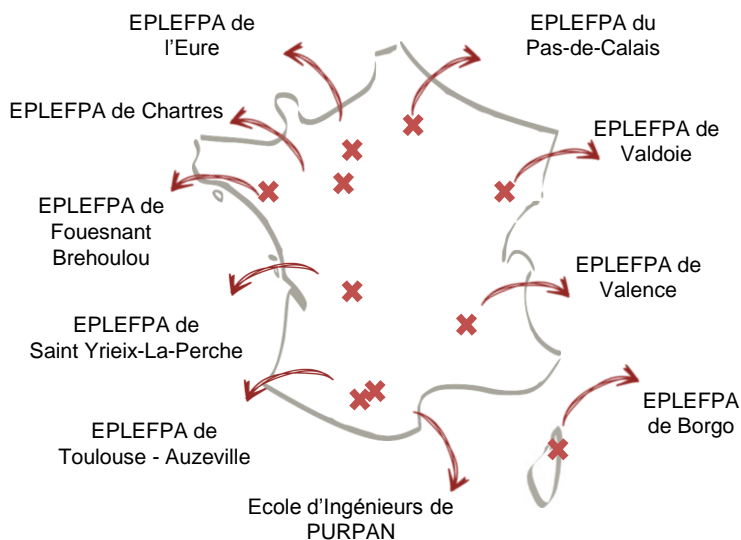 EPLEFPA de
l'Eure
EPLEFPA du
Pas-de-Calais
EPLEFPA de Chartres
EPLEFPA de
Valdoie
EPLEFPA de
Fouesnant
Brehoulou
EPLEFPA de
Valence
EPLEFPA de
Saint Yrieix-La-Perche
EPLEFPA
de Borgo
EPLEFPA de
Toulouse - Auzeville
Ecole d'Ingénieurs de
PURPAN